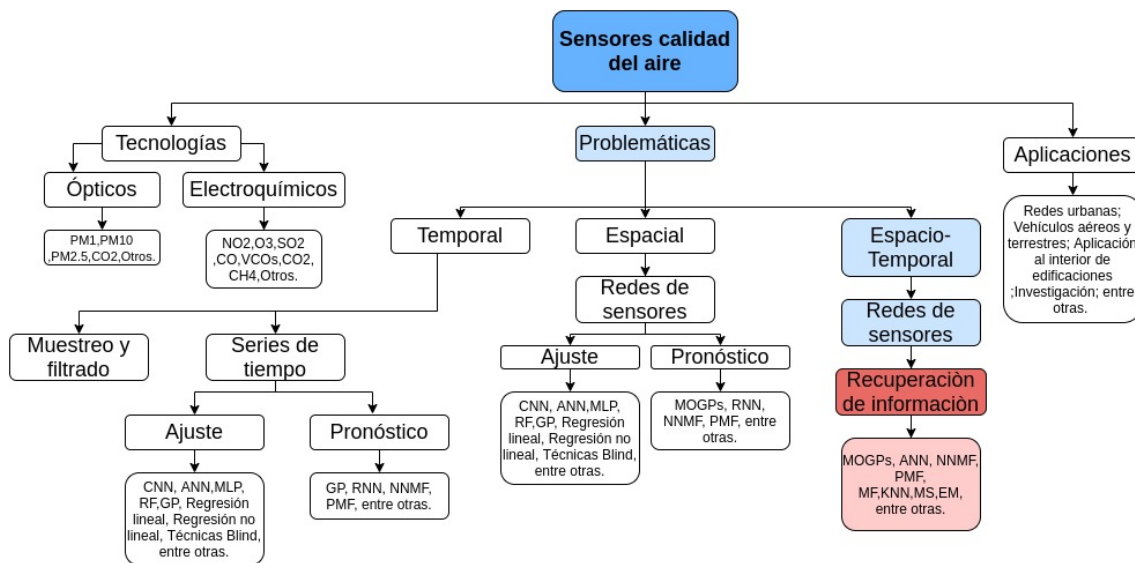 Sensores calidad
del aire
Tecnologías
Problemáticas
Aplicaciones
Ópticos
Electroquímicos
PM1,PM10
,PM2.5,CO2,Otros.
NO2,O3,SO2
,CO,VCOs,CO2,
CH4,Otros.
Temporal
Espacial
Espacio-
Temporal
Redes urbanas;
Vehículos aéreos y
terrestres; Aplicación
al interior de
edificaciones
;Investigación; entre
otras.
Redes de
sensores
Redes de
sensores
Muestreo y
filtrado
Series de
tiempo
Ajuste
Pronóstico
Recuperaciòn
de informaciòn
Ajuste
Pronóstico
CNN, ANN,MLP,
RF,GP, Regresión
lineal, Regresión no
lineal, Técnicas Blind,
entre otras.
MOGPs, RNN,
NNMF, PMF, entre
otras.
MOGPs, ANN, NNMF,
PMF,
MF,KNN,MS,EM,
entre otras.
CNN, ANN,MLP,
RF,GP, Regresión
lineal, Regresión no
lineal, Técnicas Blind,
entre otras.
GP, RNN, NNMF,
PMF, entre otras.